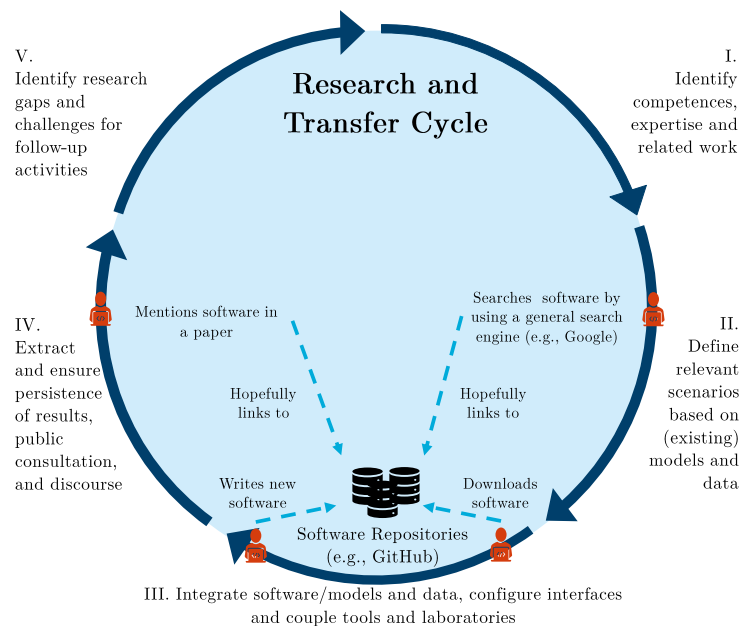 Research and
Transfer Cycle
I.
Identify
competences,
expertise and
related work
II.
Define
relevant
scenarios
based on
(existing)
models and
data
III. Integrate software/models and data, configure interfaces
and couple tools and laboratories
IV.
Extract
and ensure
persistence
of results,
public
consultation,
and discourse
V.
Identify research
gaps and
challenges for
follow-up
activities
Mentions software in
a paper
Searches software by
using a general search
engine (e.g., Google)
Hopefully
links to
Hopefully
links to
Writes new
software
Downloads
software
Software Repositories
(e.g., GitHub)